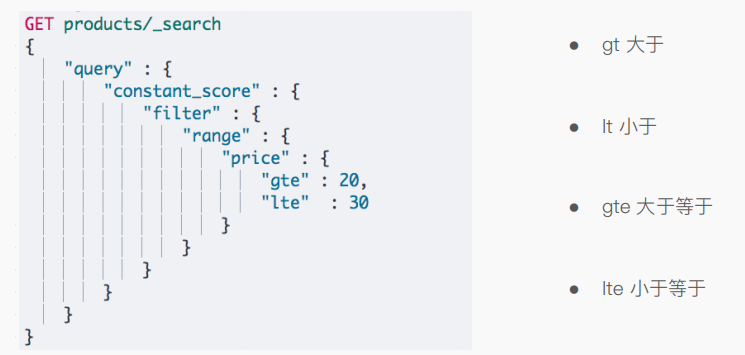 GET products/_search
{
"query" : {
"constant_score" : {
"filter" : {
"range" : {
"price" : {
"gte" : 20,
"lte" : 30
}
}
}
}
}
}
● gt 大于
● lt 小于
● gte 大于等于
● lte 小于等于